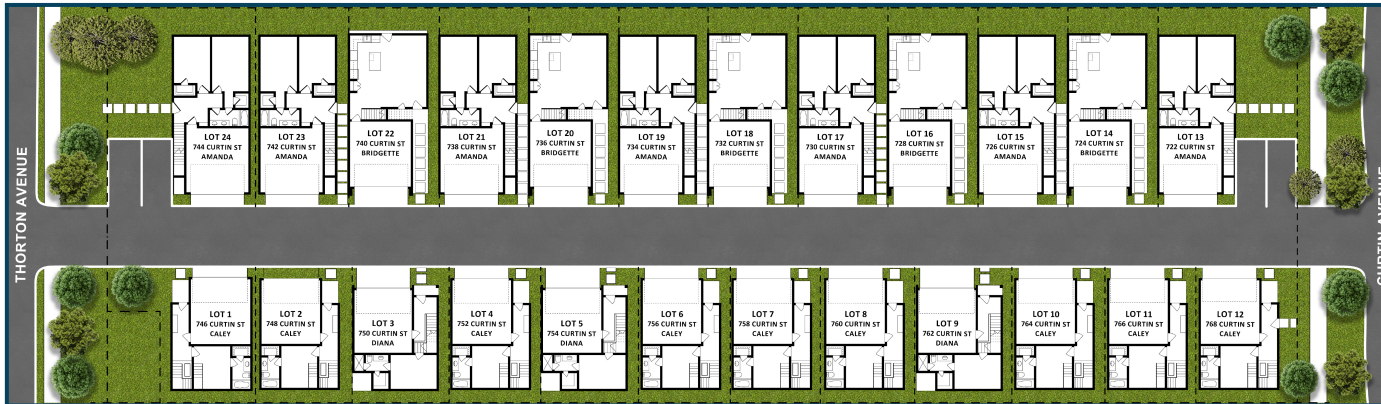 THORTON AVENUE
LOT 24
744 CURTIN ST
AMANDA
LOT 23
742 CURTIN ST
AMANDA
LOT 22
740 CURTIN ST
BRIDGETTE
LOT 21
738 CURTIN ST
AMANDA
LOT 20
736 CURTIN ST
BRIDGETTE
LOT 19
734 CURTIN ST
AMANDA
LOT 18
732 CURTIN ST
BRIDGETTE
LOT 17
730 CURTIN ST
AMANDA
LOT 16
728 CURTIN ST
BRIDGETTE
LOT 15
726 CURTIN ST
AMANDA
LOT 14
724 CURTIN ST
BRIDGETTE
LOT 13
722 CURTIN ST
AMANDA
CURTIN AVENUE
LOT 1
746 CURTIN ST
CALEY
LOT 2
748 CURTIN ST
CALEY
LOT 3
750 CURTIN ST
DIANA
LOT 4
752 CURTIN ST
CALEY
LOT 5
754 CURTIN ST
DIANA
LOT 6
756 CURTIN ST
CALEY
LOT 7
758 CURTIN ST
CALEY
LOT 8
760 CURTIN ST
CALEY
LOT 9
762 CURTIN ST
DIANA
LOT 10
764 CURTIN ST
CALEY
LOT 11
766 CURTIN ST
CALEY
LOT 12
768 CURTIN ST
CALEY